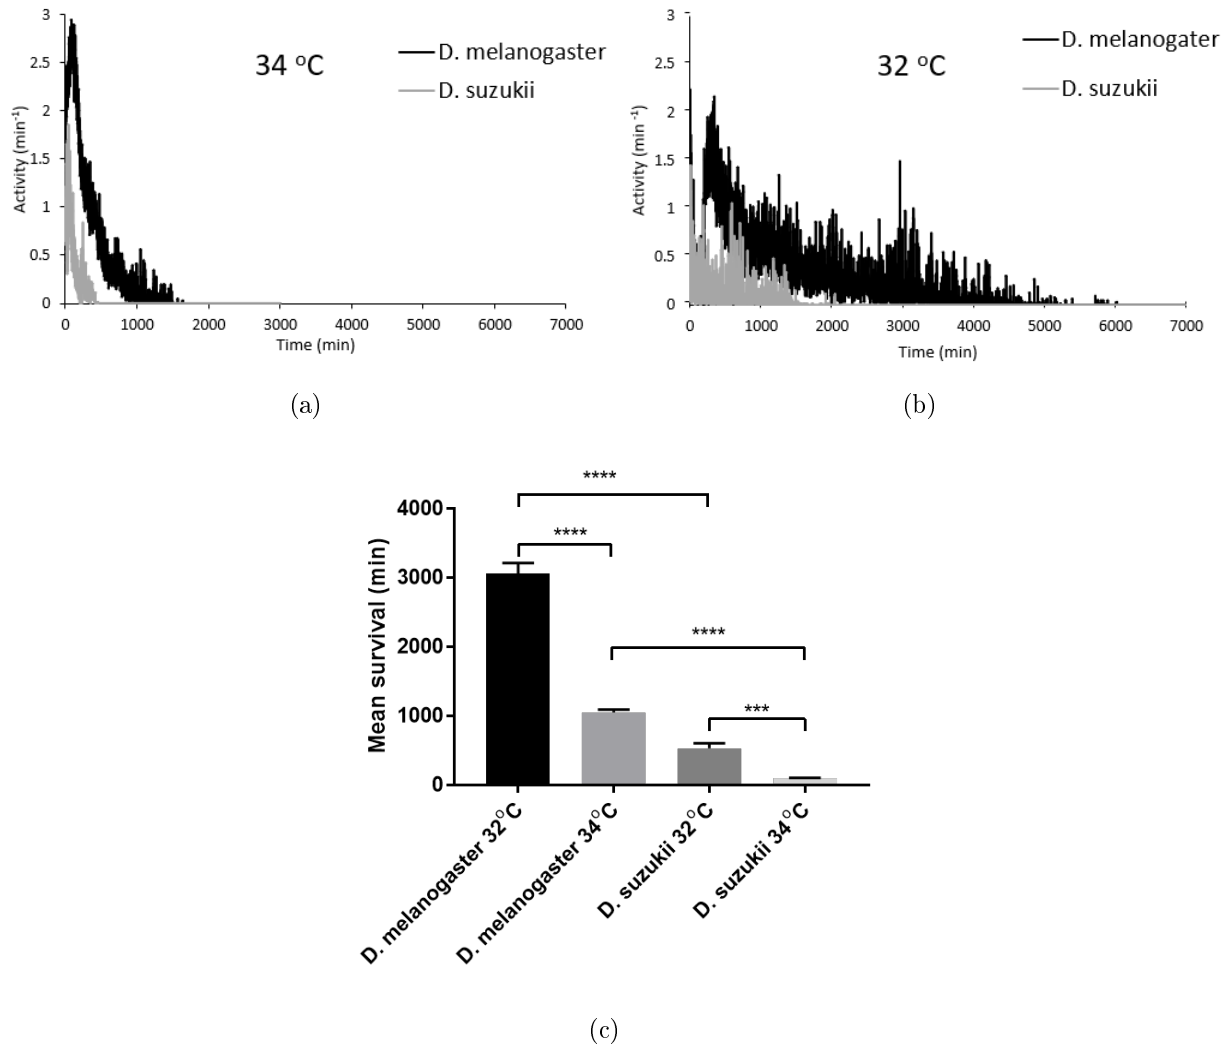 34 °C
D. melanogaster
D. suzukii
3
2.5
2
1.5
1
0.5
0
Activity (min⁻¹)
0 1000 2000 3000 4000 5000 6000 7000
Time (min)
(a)
32 °C
D. melanogater
D. suzukii
3
2.5
2
1.5
1
0.5
0
Activity (min⁻¹)
0 1000 2000 3000 4000 5000 6000 7000
Time (min)
(b)
****
****
****
***
4000
3000
2000
1000
0
Mean survival (min)
D. melanogaster 32°C
D. melanogaster 34°C
D. suzukii 32°C
D. suzukii 34°C
(c)